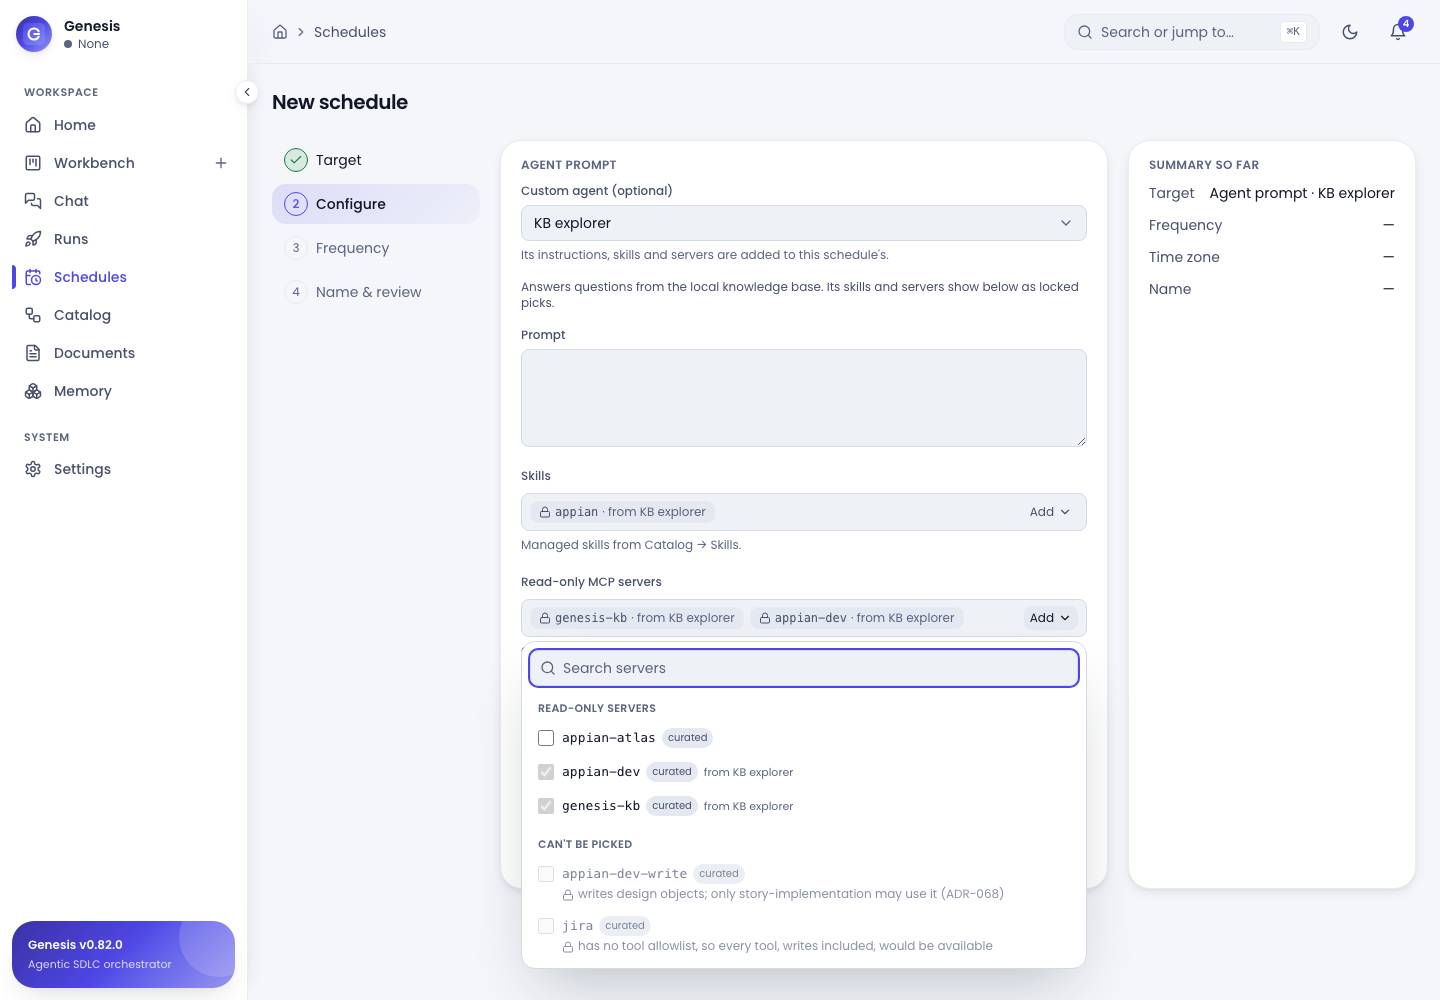 Genesis
None
WORKSPACE
Home
Workbench
Chat
Runs
Schedules
Catalog
Documents
Memory
SYSTEM
Settings
Genesis v0.82.0
Agentic SDLC orchestrator
Schedules
Search or jump to...
⌘K
4
New schedule
Target
2 Configure
3 Frequency
4 Name & review
AGENT PROMPT
Custom agent (optional)
KB explorer
Its instructions, skills and servers are added to this schedule's.
Answers questions from the local knowledge base. Its skills and servers show below as locked
picks.
Prompt
Skills
appian · from KB explorer Add
Managed skills from Catalog → Skills.
Read-only MCP servers
genesis-kb · from KB explorer appian-dev · from KB explorer Add
Search servers
READ-ONLY SERVERS
appian-atlas curated
appian-dev curated from KB explorer
genesis-kb curated from KB explorer
CAN'T BE PICKED
appian-dev-write curated
writes design objects; only story-implementation may use it (ADR-068)
jira curated
has no tool allowlist, so every tool, writes included, would be available
SUMMARY SO FAR
Target Agent prompt · KB explorer
Frequency —
Time zone —
Name —